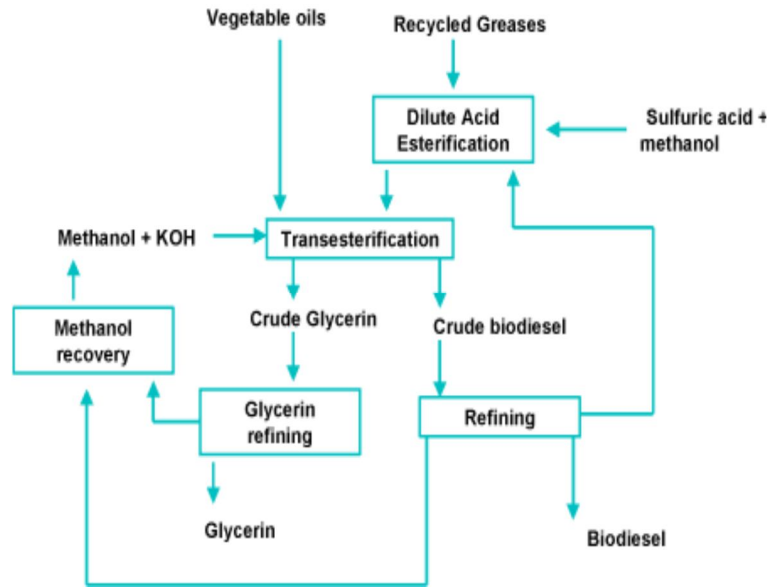 Vegetable oils
Recycled Greases
Dilute Acid
Esterification
Sulfuric acid +
methanol
Methanol + KOH
Transesterification
Crude Glycerin
Crude biodiesel
Methanol
recovery
Glycerin
refining
Refining
Glycerin
Biodiesel